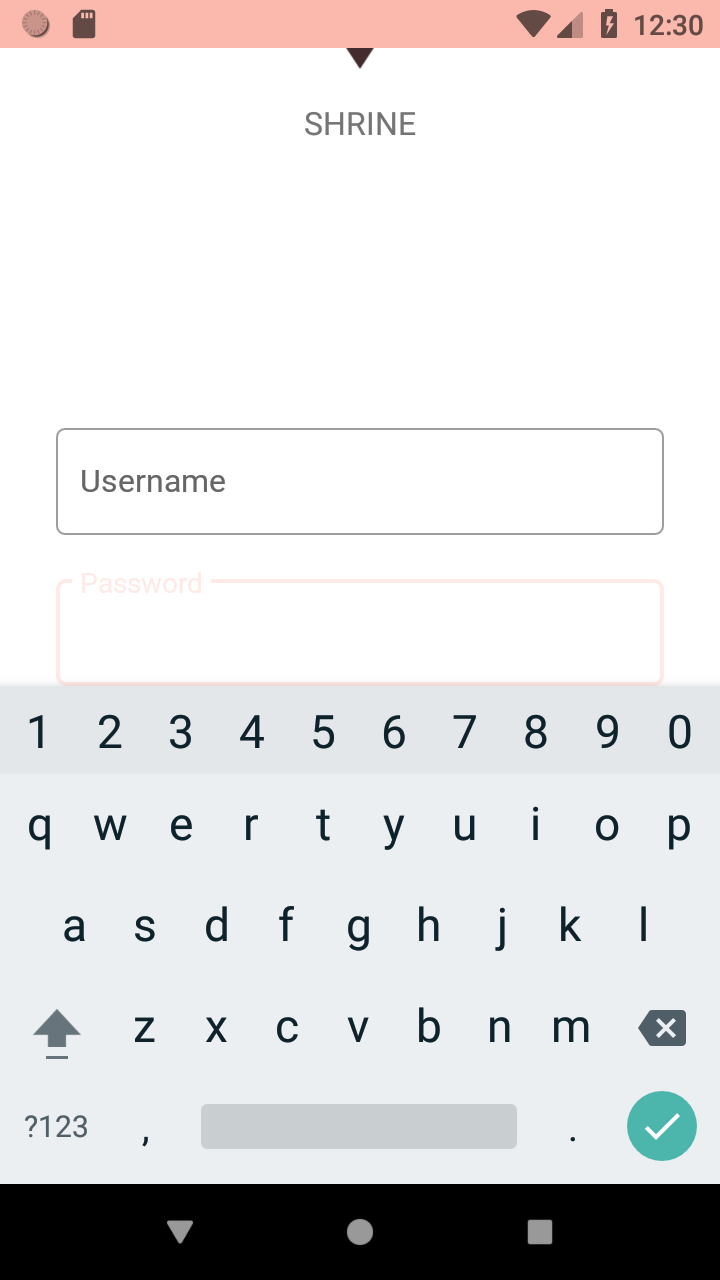 12:30
SHRINE
Username
Password
1 2 3 4 5 6 7 8 9 0
q w e r t y u i o p
a s d f g h j k l
z x c v b n m
?123 , .